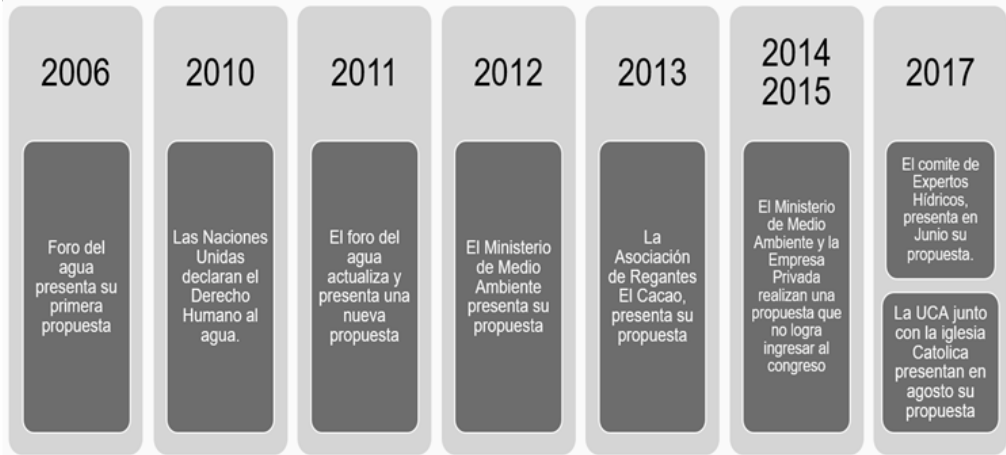 2006
Foro del
agua
presenta su
primera
propuesta
2010
Las Naciones
Unidas
declaran el
Derecho
Humano al
agua.
2011
El foro del
agua
actualiza y
presenta una
nueva
propuesta
2012
El Ministerio
de Medio
Ambiente
presenta su
propuesta
2013
La
Asociación
de Regantes
El Cacao,
presenta su
propuesta
2014
2015
El Ministerio
de Medio
Ambiente y la
Empresa
Privada
realizan una
propuesta que
no logra
ingresar al
congreso
2017
El comite de
Expertos
Hídricos,
presenta en
Junio su
propuesta.
La UCA junto
con la iglesia
Catolica
presentan en
agosto su
propuesta